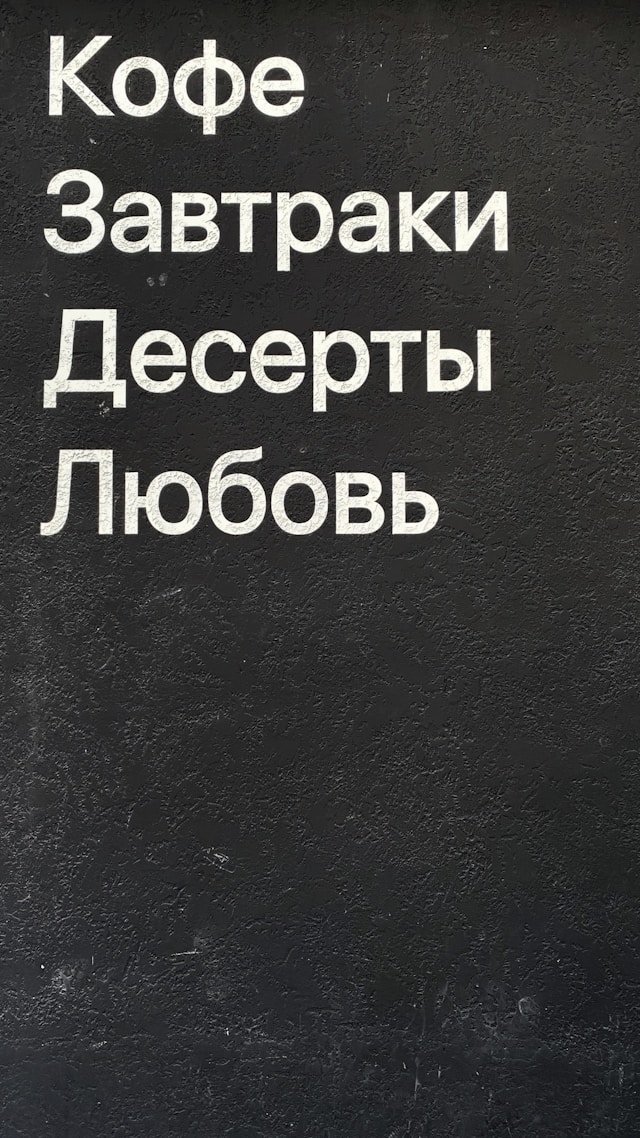 Кофе
Завтраки
Десерты
Любовь